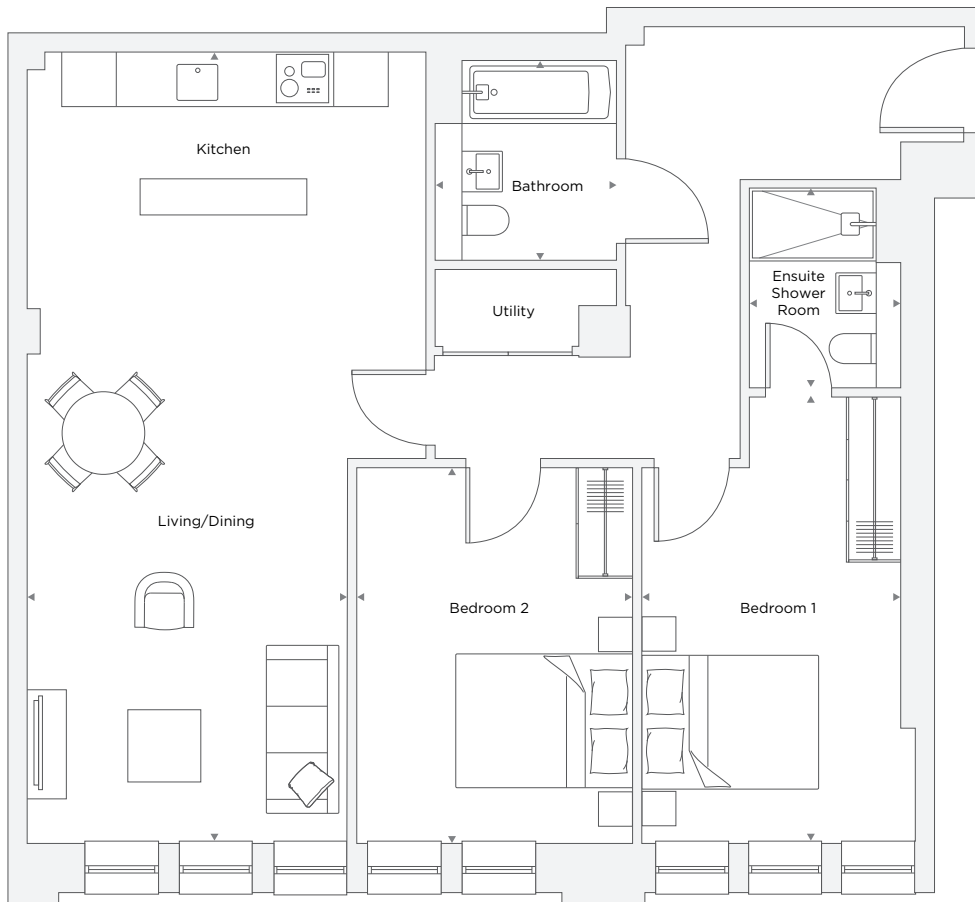 Kitchen
Bathroom
Ensuite
Shower
Room
Utility
Living/Dining
Bedroom 2
Bedroom 1